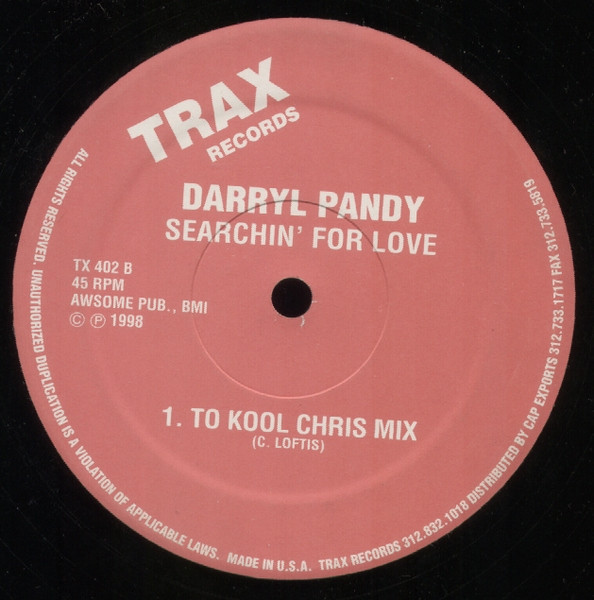 TRAX
RECORDS
DARRYL PANDY
SEARCHIN' FOR LOVE
TX 402 B
45 RPM
AWSOME PUB., BMI
© ℗ 1998
1. TO KOOL CHRIS MIX
(C. LOFTIS)
ALL RIGHTS RESERVED. UNAUTHORIZED DUPLICATION IS A VIOLATION OF APPLICABLE LAWS. MADE IN U.S.A. TRAX RECORDS 312.832.1018 DISTRIBUTED BY CAP EXPORTS 312.733.1717 FAX 312.733.5819